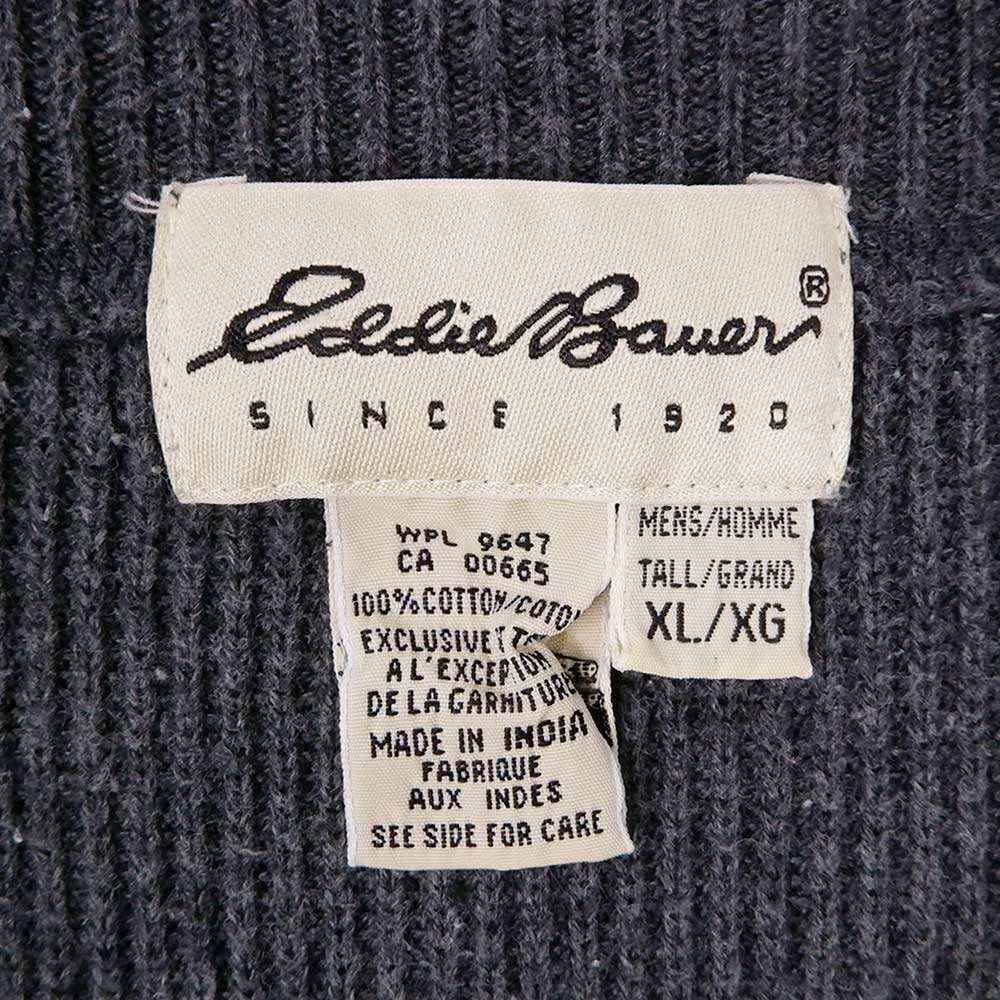 Eddie Bauer ®
SINCE 1920
WPL 9647
CA 00665
100% COTTON/COTO
EXCLUSIVE
A L'EXCEPTION
DE LA GARNITURE
MADE IN INDIA
FABRIQUE
AUX INDES
SEE SIDE FOR CARE
MENS/HOMME
TALL/GRAND
XL/XG